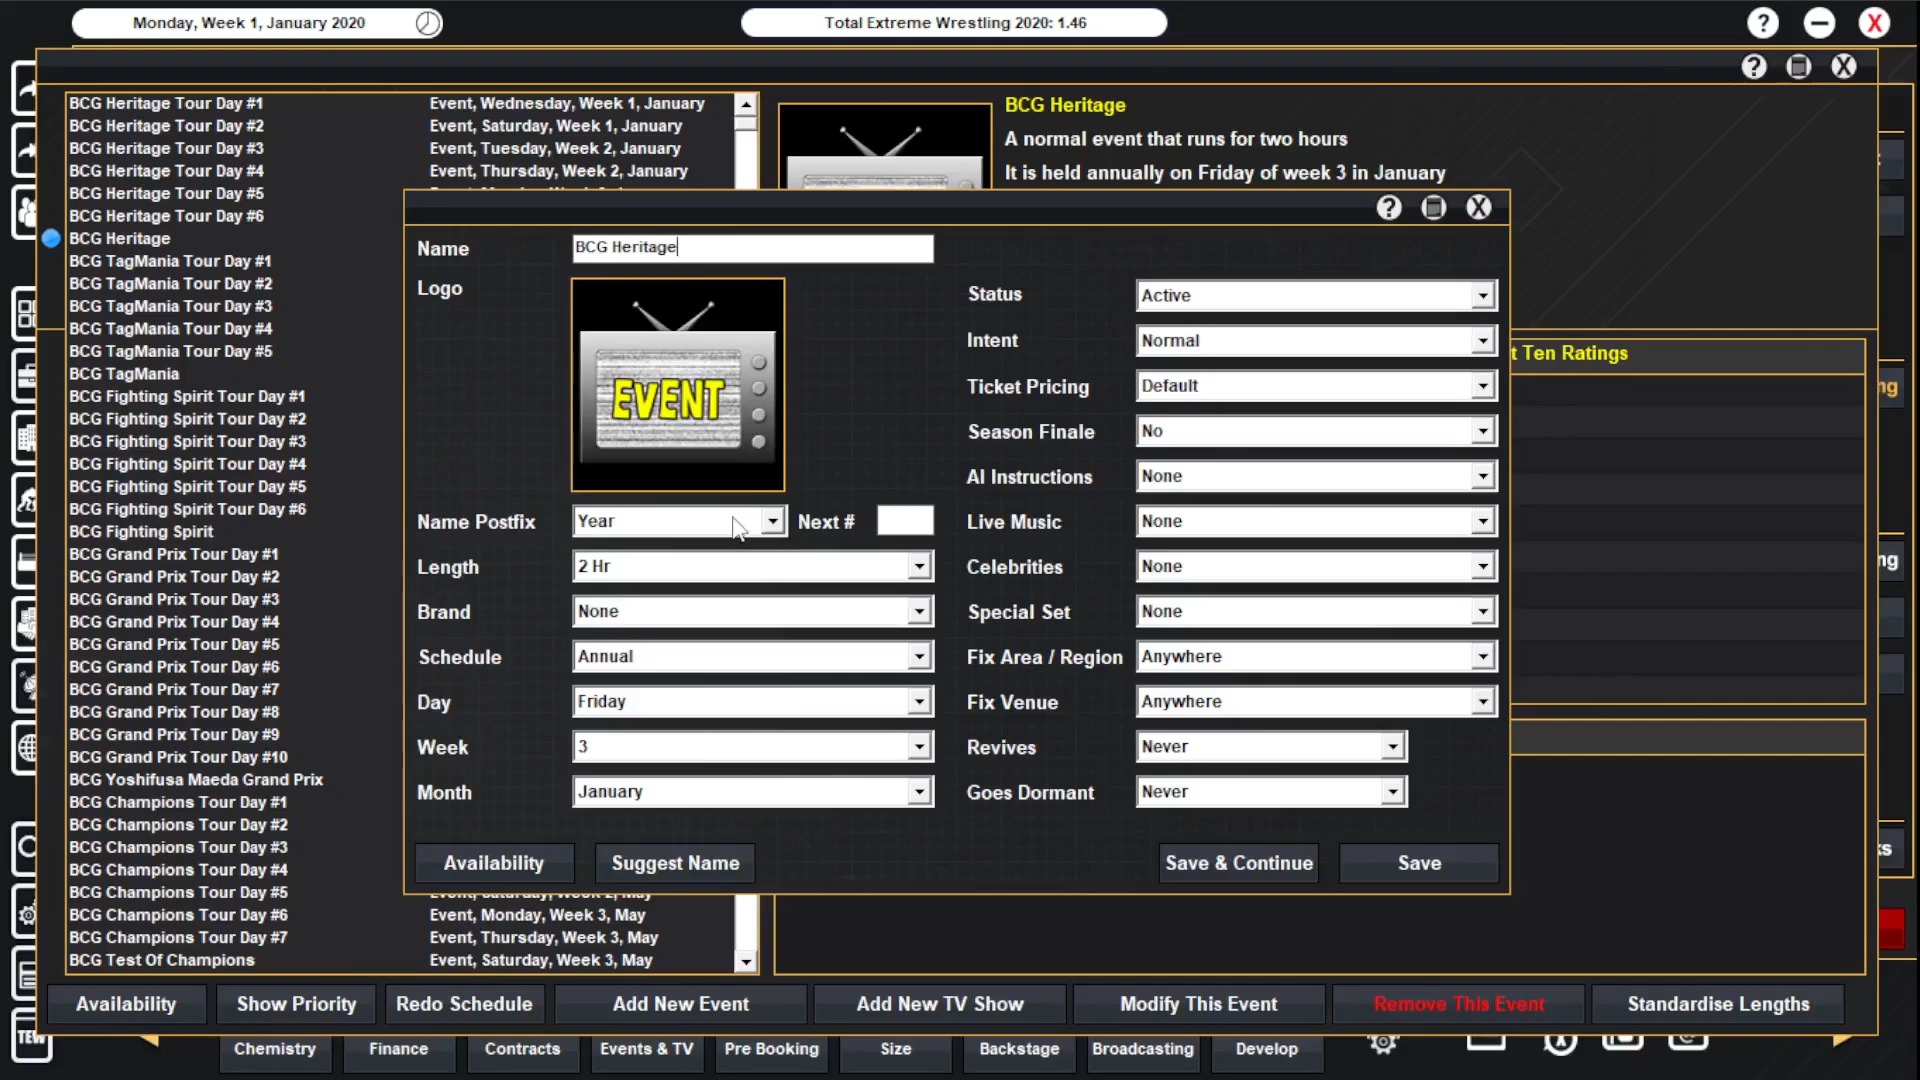 Monday, Week 1, January 2020
Total Extreme Wrestling 2020: 1.46
? X
? X
BCG Heritage Tour Day #1 Event, Wednesday, Week 1, January
BCG Heritage Tour Day #2 Event, Saturday, Week 1, January
BCG Heritage Tour Day #3 Event, Tuesday, Week 2, January
BCG Heritage Tour Day #4 Event, Thursday, Week 2, January
BCG Heritage Tour Day #5
BCG Heritage Tour Day #6
BCG Heritage
BCG TagMania Tour Day #1
BCG TagMania Tour Day #2
BCG TagMania Tour Day #3
BCG TagMania Tour Day #4
BCG TagMania Tour Day #5
BCG TagMania
BCG Fighting Spirit Tour Day #1
BCG Fighting Spirit Tour Day #2
BCG Fighting Spirit Tour Day #3
BCG Fighting Spirit Tour Day #4
BCG Fighting Spirit Tour Day #5
BCG Fighting Spirit Tour Day #6
BCG Fighting Spirit
BCG Grand Prix Tour Day #1
BCG Grand Prix Tour Day #2
BCG Grand Prix Tour Day #3
BCG Grand Prix Tour Day #4
BCG Grand Prix Tour Day #5
BCG Grand Prix Tour Day #6
BCG Grand Prix Tour Day #7
BCG Grand Prix Tour Day #8
BCG Grand Prix Tour Day #9
BCG Grand Prix Tour Day #10
BCG Yoshifusa Maeda Grand Prix
BCG Champions Tour Day #1
BCG Champions Tour Day #2
BCG Champions Tour Day #3
BCG Champions Tour Day #4
BCG Champions Tour Day #5 Event, Saturday, Week 2, May
BCG Champions Tour Day #6 Event, Monday, Week 3, May
BCG Champions Tour Day #7 Event, Thursday, Week 3, May
BCG Test Of Champions Event, Saturday, Week 3, May
BCG Heritage
A normal event that runs for two hours
It is held annually on Friday of week 3 in January
t Ten Ratings
? X
Name BCG Heritage
Logo
EVENT
Name Postfix Year Next #
Length 2 Hr
Brand None
Schedule Annual
Day Friday
Week 3
Month January
Status Active
Intent Normal
Ticket Pricing Default
Season Finale No
AI Instructions None
Live Music None
Celebrities None
Special Set None
Fix Area / Region Anywhere
Fix Venue Anywhere
Revives Never
Goes Dormant Never
Availability Suggest Name Save & Continue Save
ng
ng
ks
Availability Show Priority Redo Schedule Add New Event Add New TV Show Modify This Event Remove This Event Standardise Lengths
TEW
Chemistry Finance Contracts Events & TV Pre Booking Size Backstage Broadcasting Develop